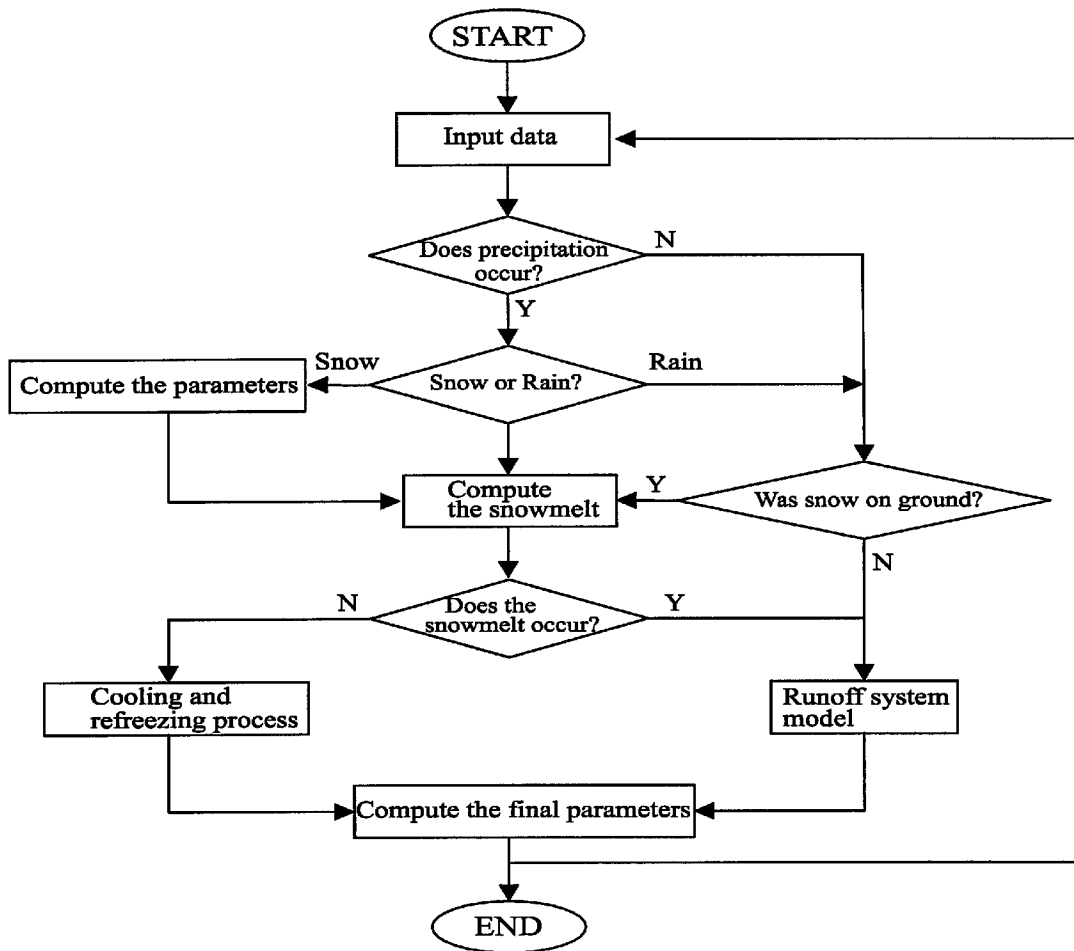 START
Input data
Does precipitation
occur?
N
Y
Snow
Snow or Rain?
Rain
Compute the parameters
Compute
the snowmelt
Y
Was snow on ground?
N
N
Does the
snowmelt occur?
Y
Cooling and
refreezing process
Runoff system
model
Compute the final parameters
END